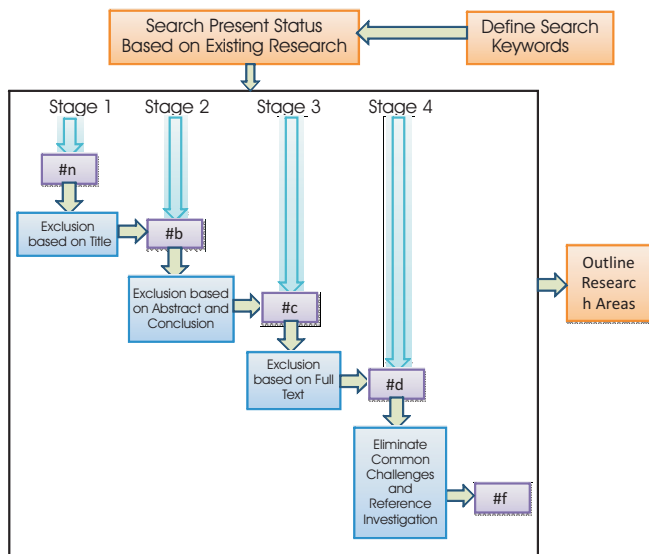 Search Present Status
Based on Existing Research
Define Search
Keywords
Stage 1
Stage 2
Stage 3
Stage 4
#n
Exclusion
based on Title
#b
Exclusion based
on Abstract and
Conclusion
#c
Exclusion
based on Full
Text
#d
Eliminate
Common
Challenges
and
Reference
Investigation
#f
Outline
Researc
h Areas